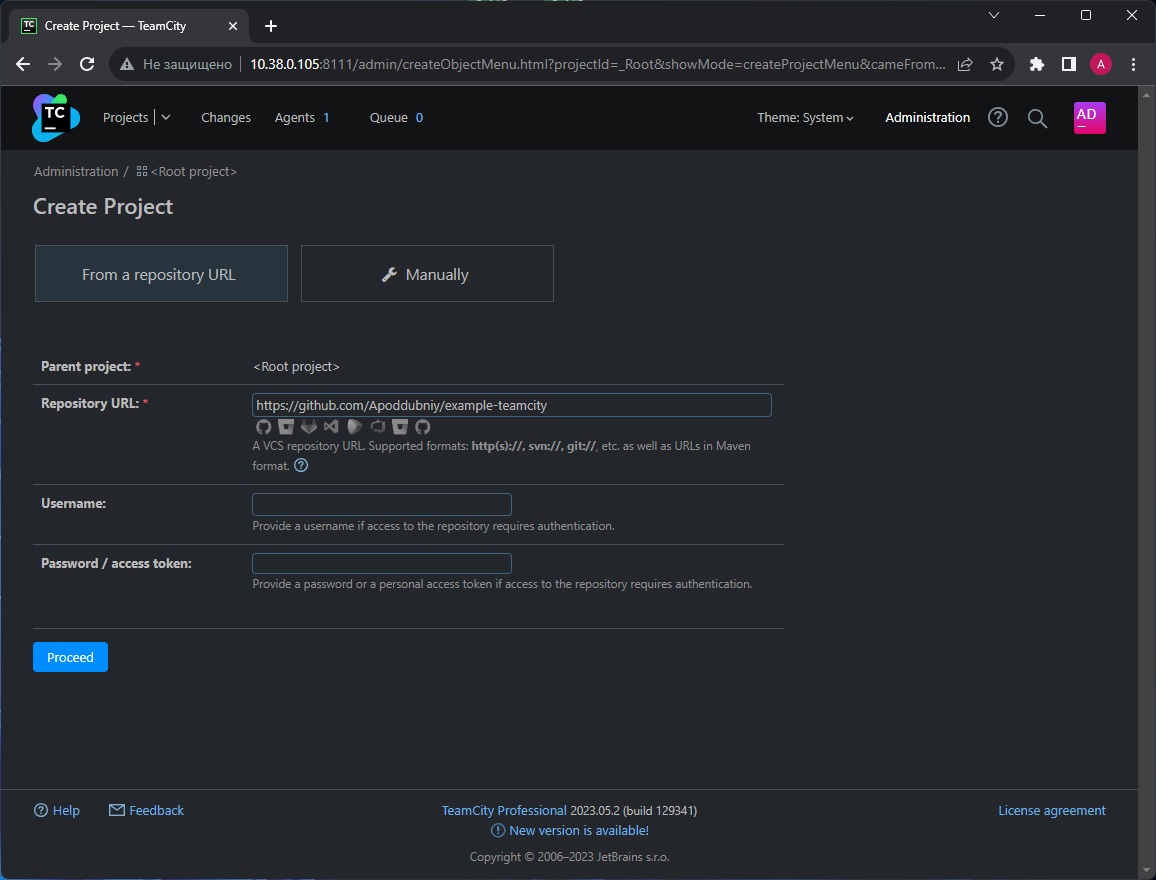 TC Create Project — TeamCity
Не защищено 10.38.0.105:8111/admin/createObjectMenu.html?projectId=_Root&showMode=createProjectMenu&cameFrom... A
TC Projects Changes Agents 1 Queue 0 Theme: System Administration AD
Administration / <Root project>
Create Project
From a repository URL Manually
Parent project: * <Root project>
Repository URL: * https://github.com/Apoddubniy/example-teamcity
A VCS repository URL. Supported formats: http(s)://, svn://, git://, etc. as well as URLs in Maven
format.
Username:
Provide a username if access to the repository requires authentication.
Password / access token:
Provide a password or a personal access token if access to the repository requires authentication.
Proceed
Help Feedback TeamCity Professional 2023.05.2 (build 129341) License agreement
New version is available!
Copyright © 2006–2023 JetBrains s.r.o.